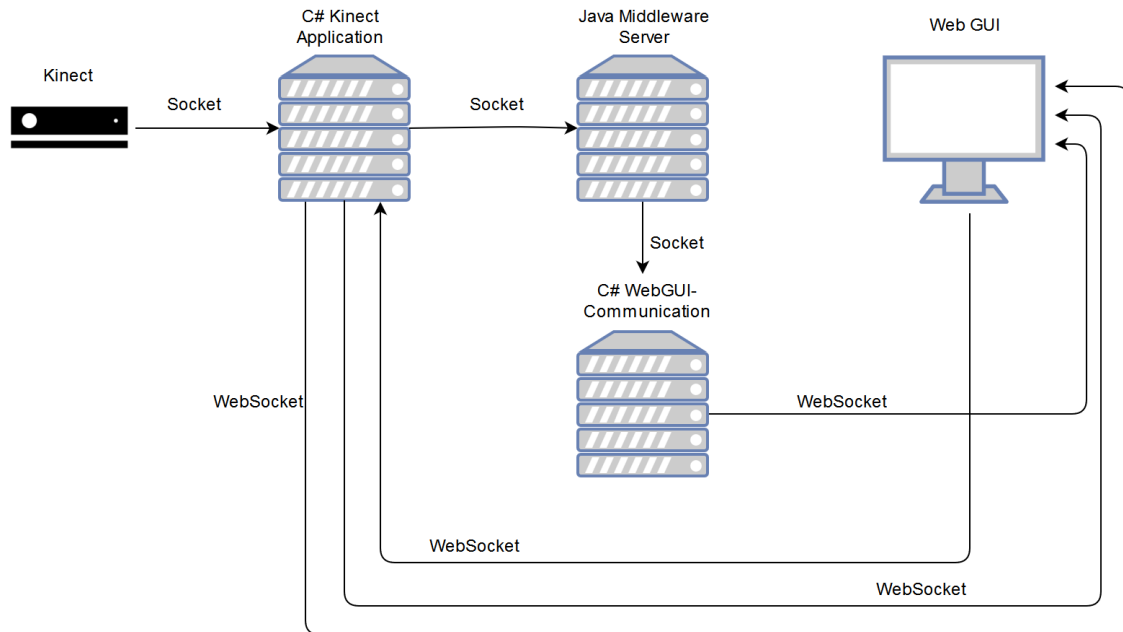 C# Kinect
Application
Java Middleware
Server
Web GUI
Kinect
Socket
Socket
Socket
C# WebGUI-
Communication
WebSocket
WebSocket
WebSocket
WebSocket